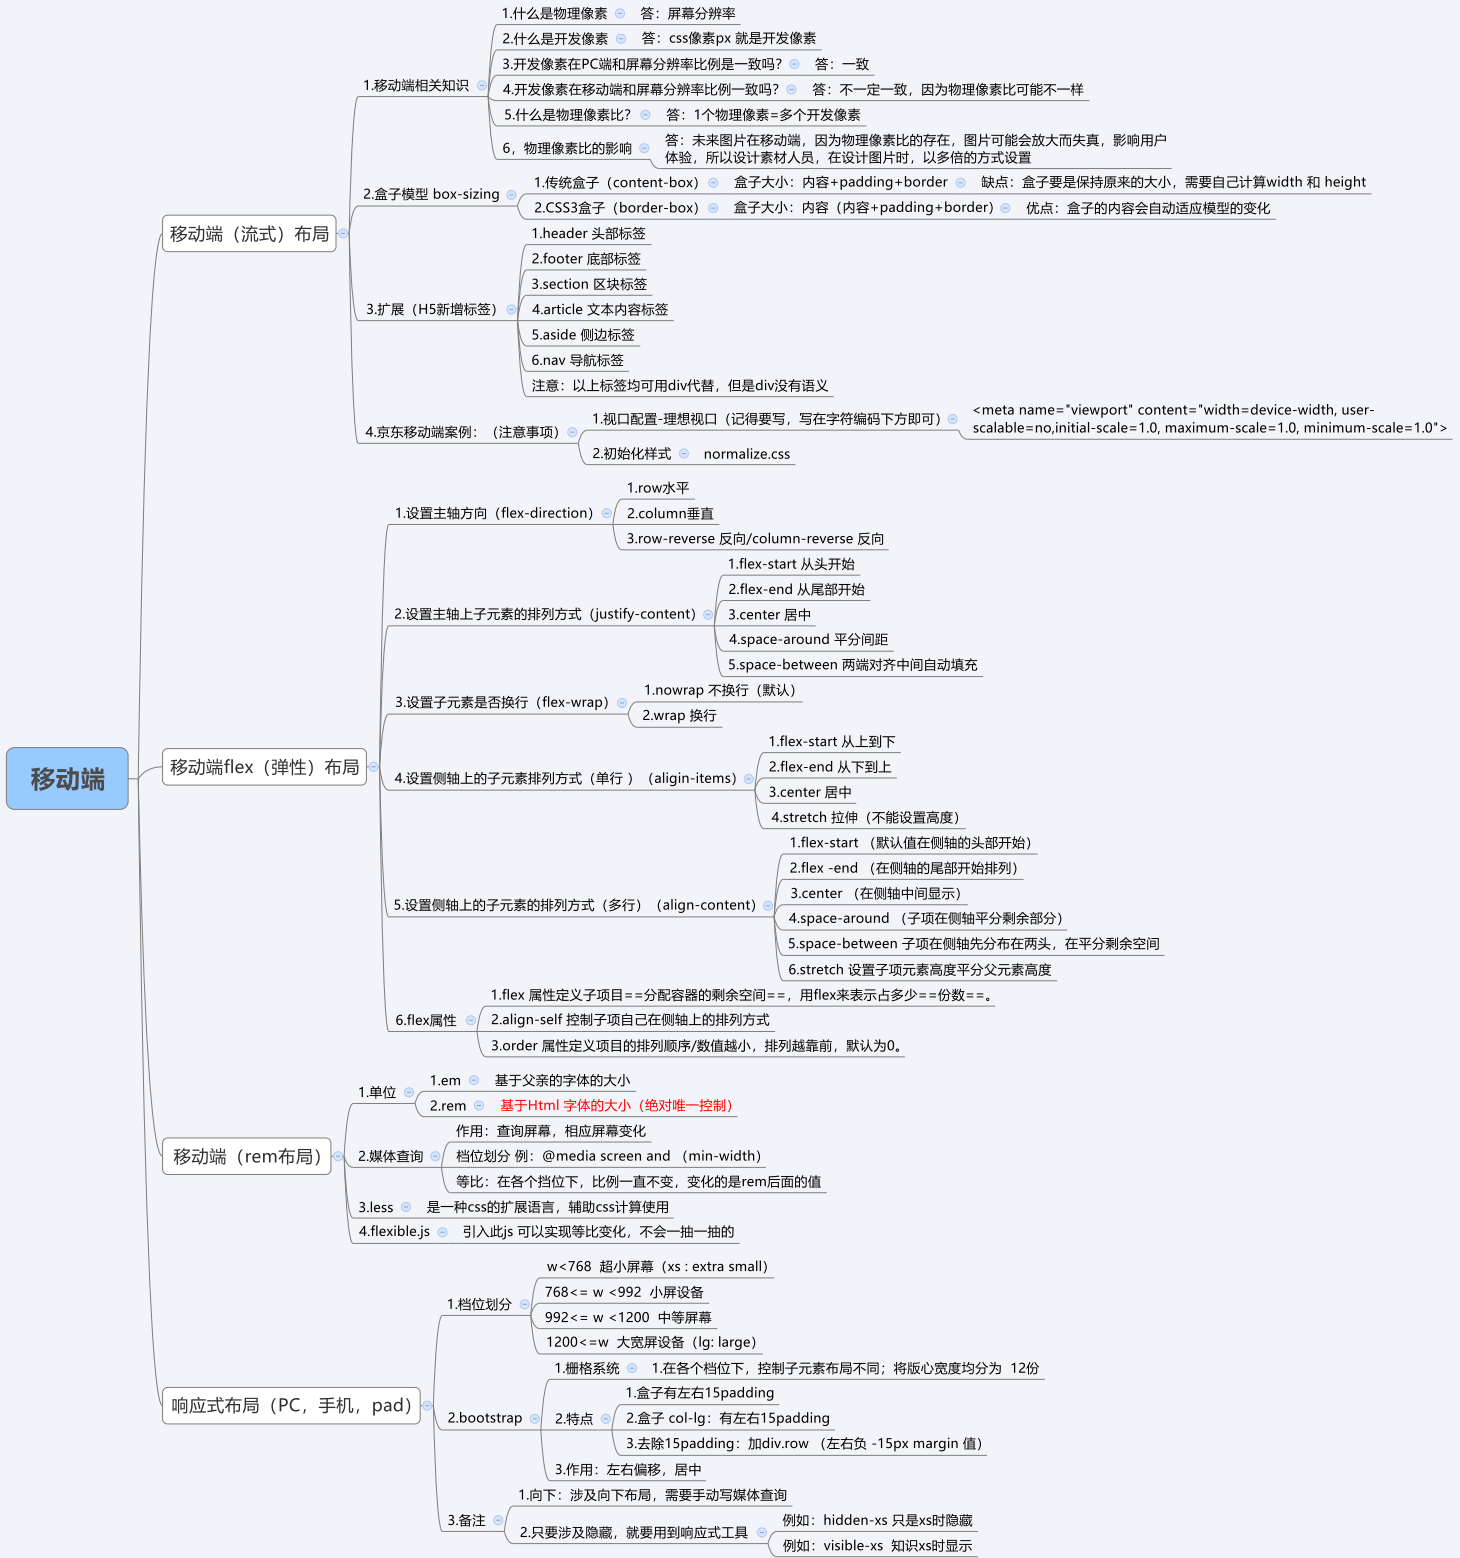 移动端
移动端（流式）布局
1.移动端相关知识
1.什么是物理像素
答：屏幕分辨率
2.什么是开发像素
答：css像素px 就是开发像素
3.开发像素在PC端和屏幕分辨率比例是一致吗？
答：一致
4.开发像素在移动端和屏幕分辨率比例一致吗？
答：不一定一致，因为物理像素比可能不一样
5.什么是物理像素比？
答：1个物理像素=多个开发像素
6，物理像素比的影响
答：未来图片在移动端，因为物理像素比的存在，图片可能会放大而失真，影响用户
体验，所以设计素材人员，在设计图片时，以多倍的方式设置
2.盒子模型 box-sizing
1.传统盒子（content-box）
盒子大小：内容+padding+border
缺点：盒子要是保持原来的大小，需要自己计算width 和 height
2.CSS3盒子（border-box）
盒子大小：内容（内容+padding+border）
优点：盒子的内容会自动适应模型的变化
3.扩展（H5新增标签）
1.header 头部标签
2.footer 底部标签
3.section 区块标签
4.article 文本内容标签
5.aside 侧边标签
6.nav 导航标签
注意：以上标签均可用div代替，但是div没有语义
4.京东移动端案例：（注意事项）
1.视口配置-理想视口（记得要写，写在字符编码下方即可）
<meta name="viewport" content="width=device-width, user-
scalable=no,initial-scale=1.0, maximum-scale=1.0, minimum-scale=1.0">
2.初始化样式
normalize.css
移动端flex（弹性）布局
1.设置主轴方向（flex-direction）
1.row水平
2.column垂直
3.row-reverse 反向/column-reverse 反向
2.设置主轴上子元素的排列方式（justify-content）
1.flex-start 从头开始
2.flex-end 从尾部开始
3.center 居中
4.space-around 平分间距
5.space-between 两端对齐中间自动填充
3.设置子元素是否换行（flex-wrap）
1.nowrap 不换行（默认）
2.wrap 换行
4.设置侧轴上的子元素排列方式（单行 ）（aligin-items）
1.flex-start 从上到下
2.flex-end 从下到上
3.center 居中
4.stretch 拉伸（不能设置高度）
5.设置侧轴上的子元素的排列方式（多行）（align-content）
1.flex-start （默认值在侧轴的头部开始）
2.flex -end （在侧轴的尾部开始排列）
3.center （在侧轴中间显示）
4.space-around （子项在侧轴平分剩余部分）
5.space-between 子项在侧轴先分布在两头，在平分剩余空间
6.stretch 设置子项元素高度平分父元素高度
6.flex属性
1.flex 属性定义子项目==分配容器的剩余空间==，用flex来表示占多少==份数==。
2.align-self 控制子项自己在侧轴上的排列方式
3.order 属性定义项目的排列顺序/数值越小，排列越靠前，默认为0。
移动端（rem布局）
1.单位
1.em
基于父亲的字体的大小
2.rem
基于Html 字体的大小（绝对唯一控制）
2.媒体查询
作用：查询屏幕，相应屏幕变化
档位划分 例：@media screen and （min-width）
等比：在各个挡位下，比例一直不变，变化的是rem后面的值
3.less
是一种css的扩展语言，辅助css计算使用
4.flexible.js
引入此js 可以实现等比变化，不会一抽一抽的
响应式布局（PC，手机，pad）
1.档位划分
w<768 超小屏幕（xs : extra small）
768<= w <992 小屏设备
992<= w <1200 中等屏幕
1200<=w 大宽屏设备（lg: large）
2.bootstrap
1.栅格系统
1.在各个档位下，控制子元素布局不同；将版心宽度均分为 12份
2.特点
1.盒子有左右15padding
2.盒子 col-lg：有左右15padding
3.去除15padding：加div.row （左右负 -15px margin 值）
3.作用：左右偏移，居中
3.备注
1.向下：涉及向下布局，需要手动写媒体查询
2.只要涉及隐藏，就要用到响应式工具
例如：hidden-xs 只是xs时隐藏
例如：visible-xs 知识xs时显示